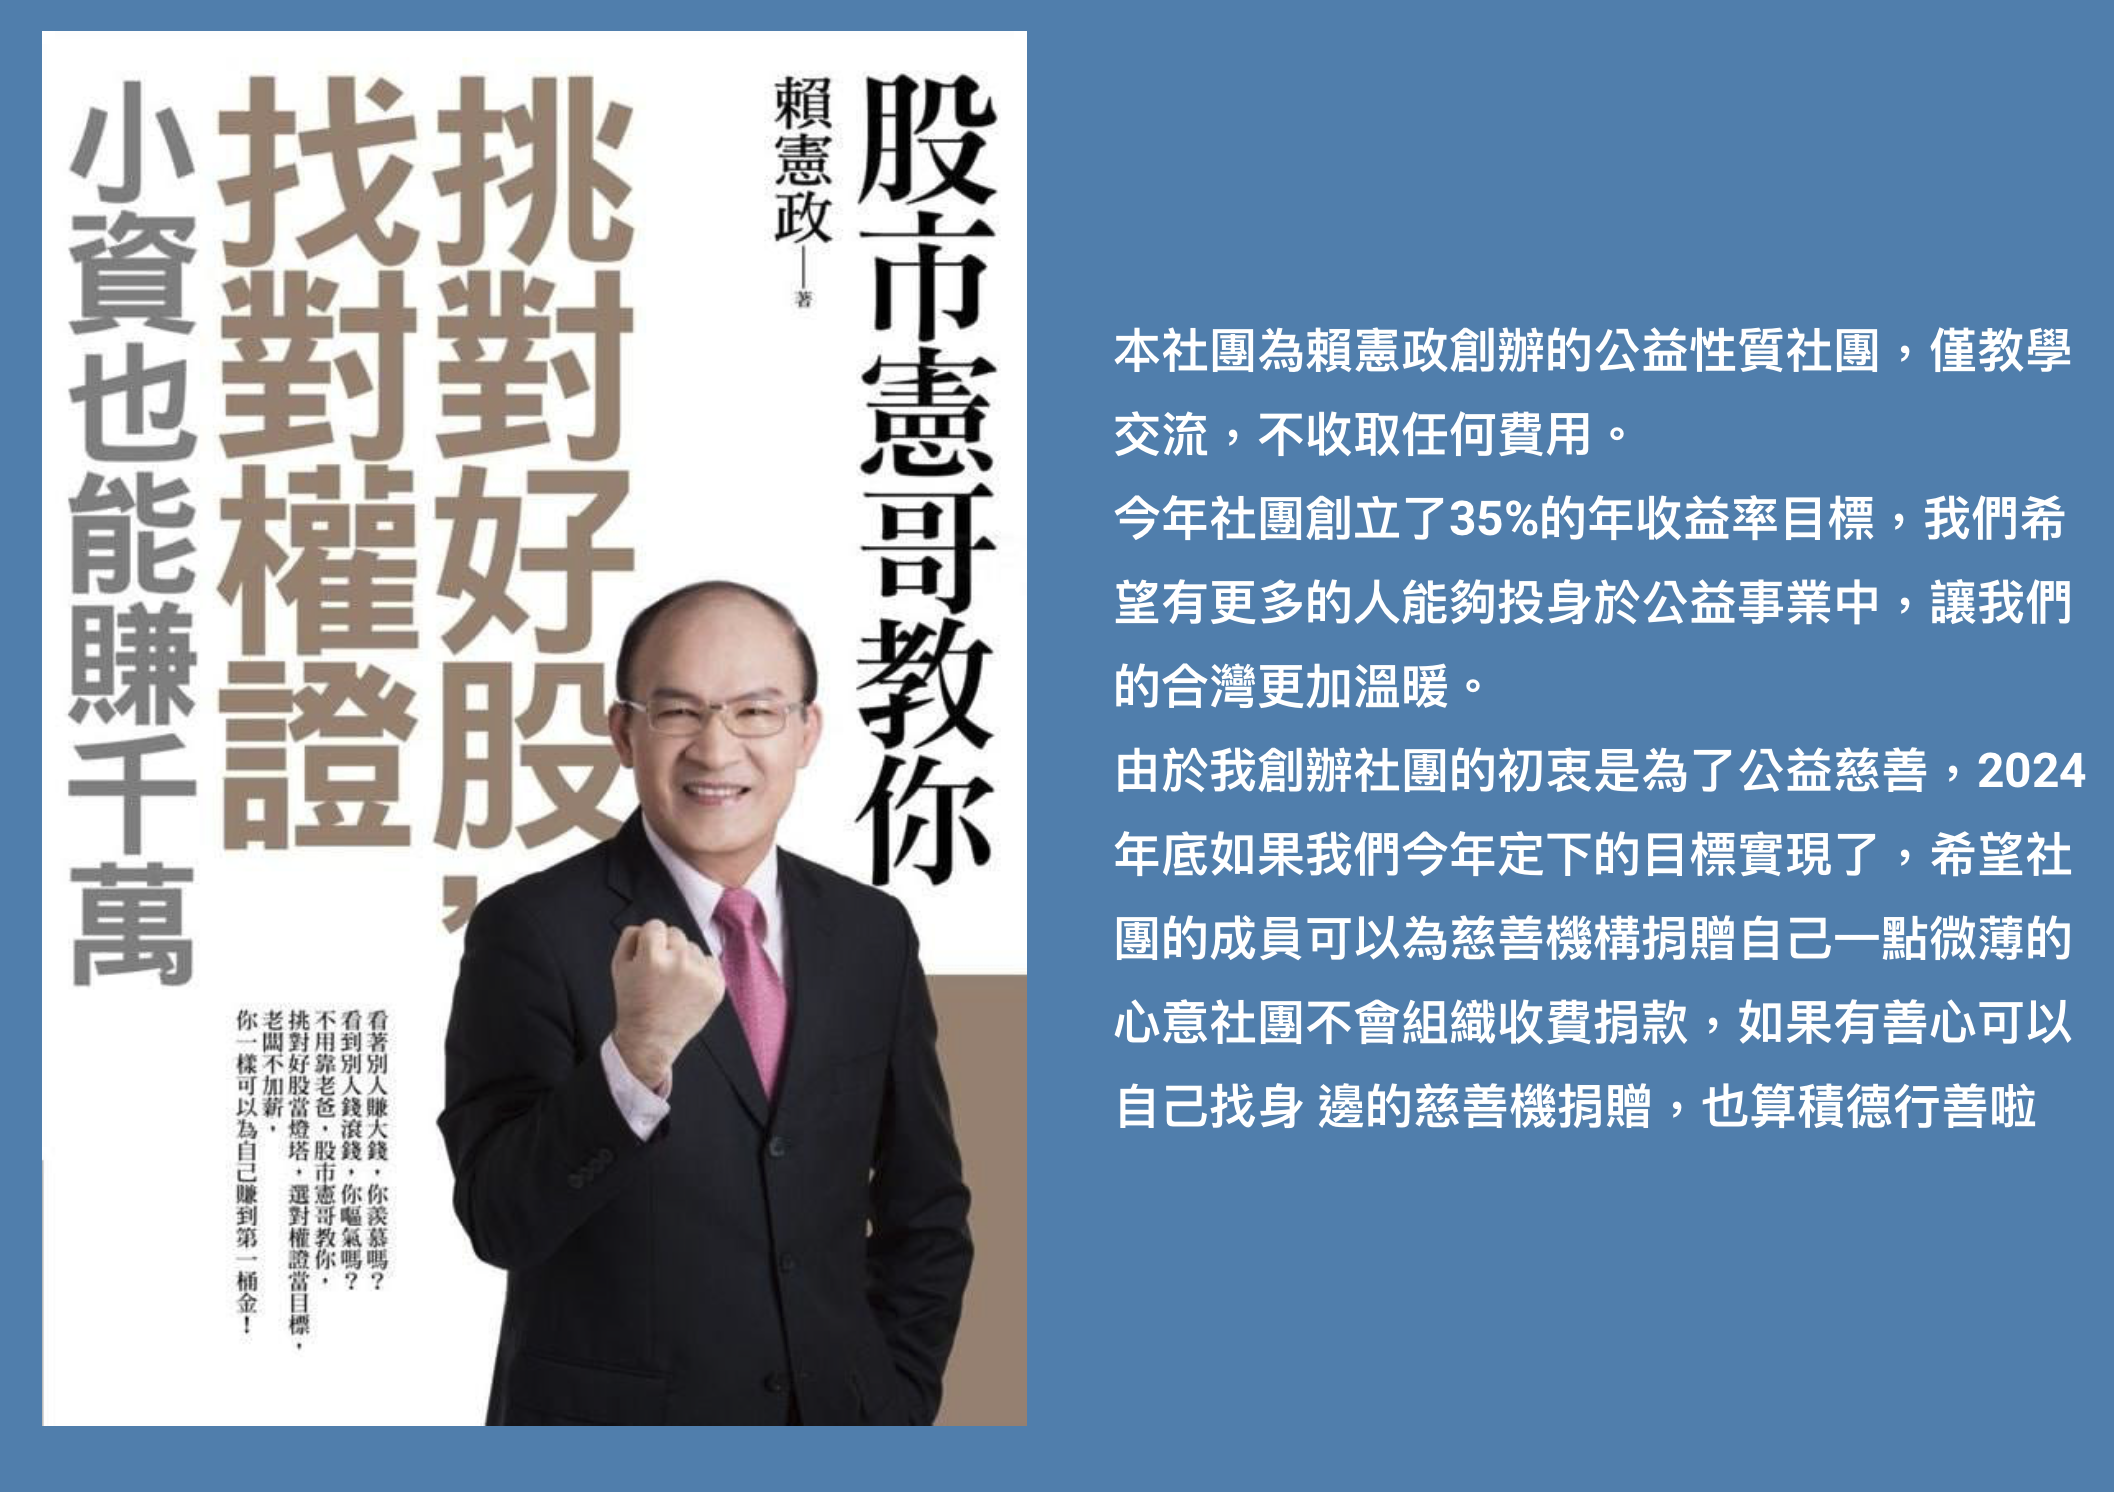 股市憲哥教你
賴憲政——著
挑對好股，
找對權證
小資也能賺千萬
看著別人賺大錢，你羨慕嗎？
看到別人錢滾錢，你嘔氣嗎？
不用靠老爸，股市憲哥教你，
挑對好股當燈塔，選對權證當目標，
老闆不加薪，
你一樣可以為自己賺到第一桶金！
本社團為賴憲政創辦的公益性質社團，僅教學
交流，不收取任何費用。
今年社團創立了35%的年收益率目標，我們希
望有更多的人能夠投身於公益事業中，讓我們
的合灣更加溫暖。
由於我創辦社團的初衷是為了公益慈善，2024
年底如果我們今年定下的目標實現了，希望社
團的成員可以為慈善機構捐贈自己一點微薄的
心意社團不會組織收費捐款，如果有善心可以
自己找身 邊的慈善機捐贈，也算積德行善啦